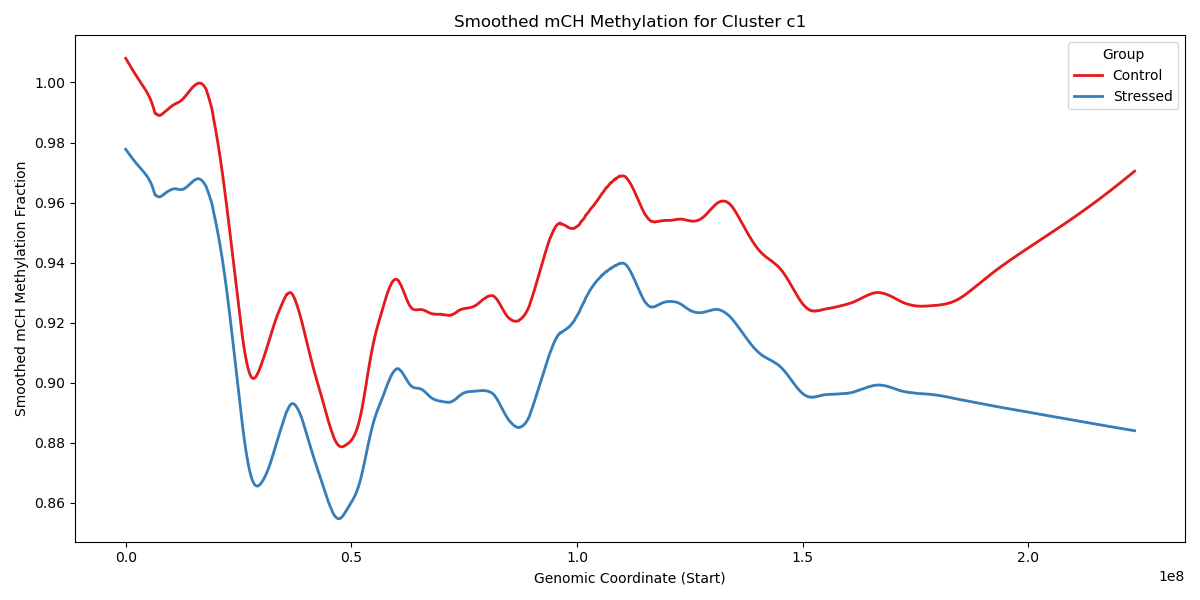 Smoothed mCH Methylation for Cluster c1
Group
Control
Stressed
Smoothed mCH Methylation Fraction
1.00
0.98
0.96
0.94
0.92
0.90
0.88
0.86
0.0
0.5
1.0
1.5
2.0
1e8
Genomic Coordinate (Start)